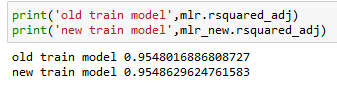 print('old train model',mlr.rsquared_adj)
print('new train model',mlr_new.rsquared_adj)
old train model 0.9548016886808727
new train model 0.9548629624761583